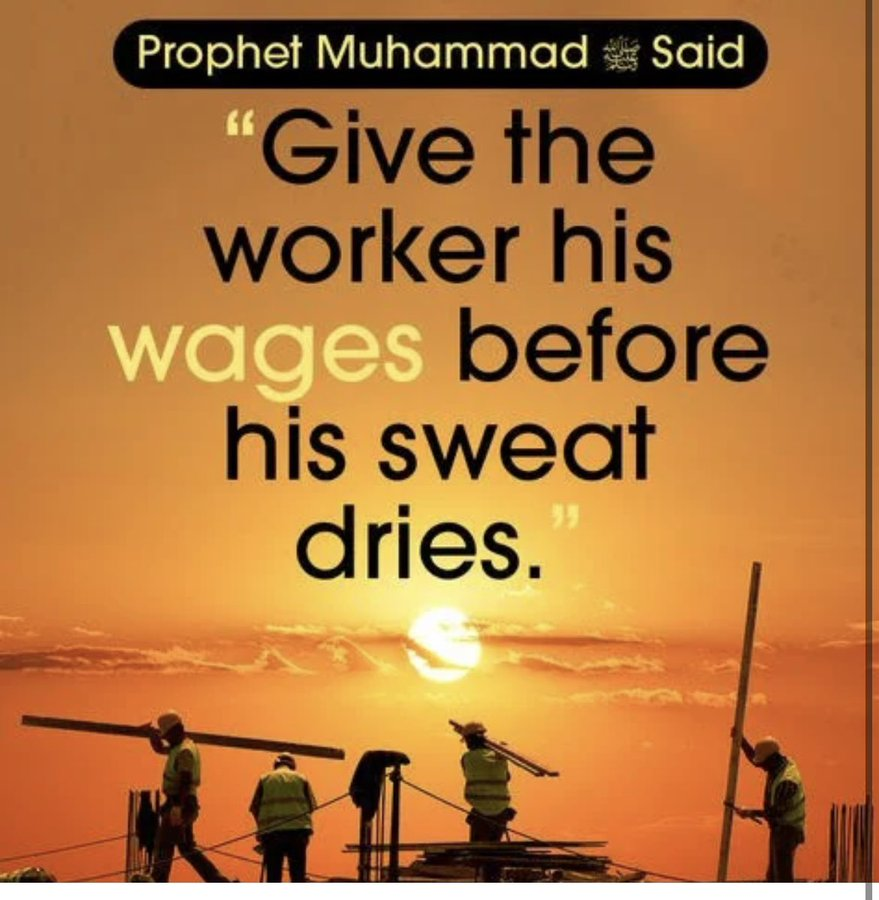 Prophet Muhammad ﷺ Said
“Give the
worker his
wages before
his sweat
dries.”